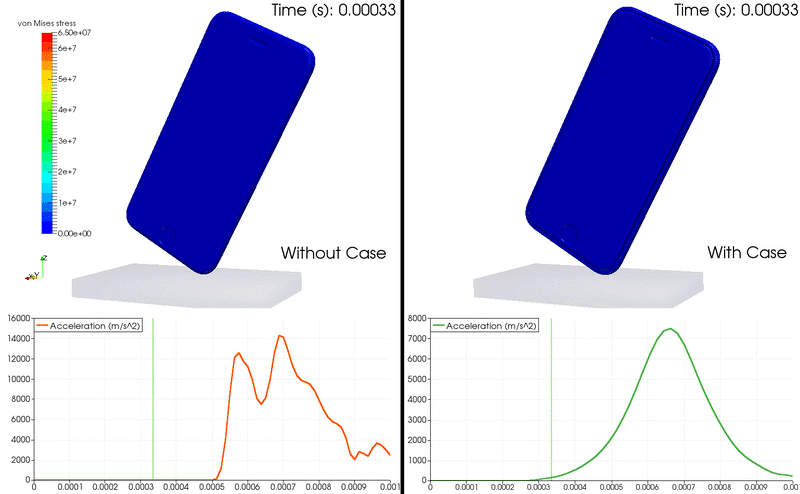 Time (s): 0.00033
von Mises stress
6.50e+07
6e+7
5e+7
4e+7
3e+7
2e+7
1e+7
0.00e+00
Without Case
Z
Y
16000
14000
12000
10000
8000
6000
4000
2000
0
Acceleration (m/s^2)
0 0.0001 0.0002 0.0003 0.0004 0.0005 0.0006 0.0007 0.0008 0.0009 0.001
Time (s): 0.00033
With Case
8000
7000
6000
5000
4000
3000
2000
1000
0
Acceleration (m/s^2)
0 0.0001 0.0002 0.0003 0.0004 0.0005 0.0006 0.0007 0.0008 0.0009 0.00